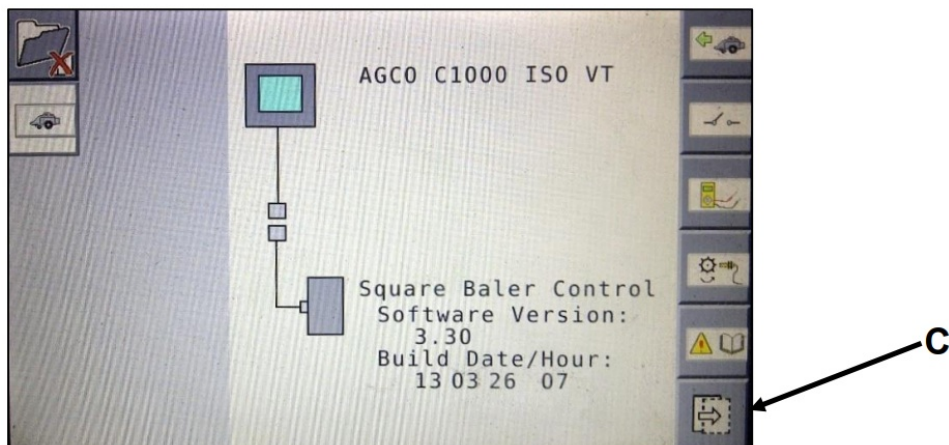 AGCO C1000 ISO VT
Square Baler Control
Software Version:
3.30
Build Date/Hour:
13 03 26 07
C